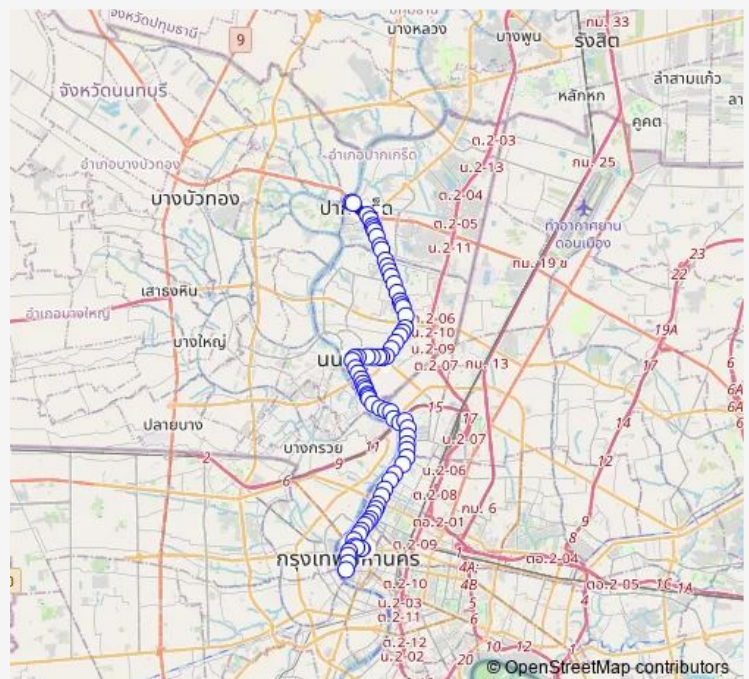 จังหวัดปทุมธานี
บางหลวง
กม. 33
9
บางพูน
รังสิต
ลำสามแก้ว
จังหวัดนนทบุรี
หลักหก
ลา
คูคต
ต.2-03
อำเภอบางบัวทอง
อำเภอปากเกร็ด
น.2-13
กม. 25
บางบัวทอง
ต.2-04
ต.2-05
ท่าอากาศยาน
ดอนเมือง
น.2-11
กม. 19 ข
23
22
เสาธงหิน
อำเภอบางใหญ่
2-06
19A
บางใหญ่
น.2-10
6
น.2-09
ต.2-07
กม. 13
17
6A
6
ปลายบาง
15
17
14
2
9
11
บางกรวย
น.2-07
12
6
น.2-06
ต.2-08
กม. 6
9
ตอ.2-01
8
ต.2-09
1
ตอ.2-04
4A
4B
4
ตอ.2-05
1C
1A
ต.2-10
น.2-03
5
6
ต.2-11
1
ต.2-12
น.2-02
10
12
20
© OpenStreetMap contributors